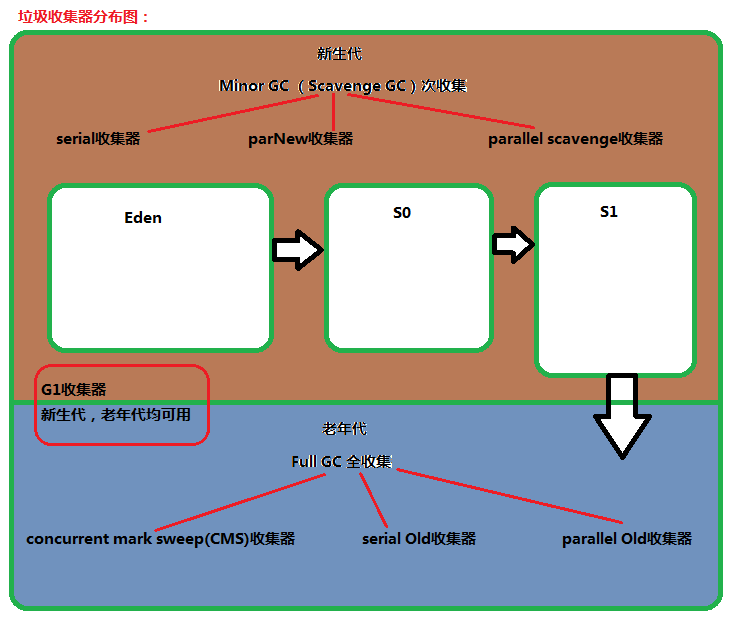 垃圾收集器分布图：
新生代
Minor GC （Scavenge GC）次收集
serial收集器
parNew收集器
parallel scavenge收集器
Eden
S0
S1
G1收集器
新生代，老年代均可用
老年代
Full GC 全收集
concurrent mark sweep(CMS)收集器
serial Old收集器
parallel Old收集器